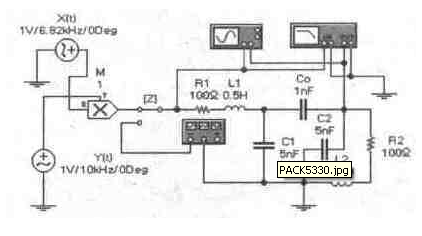 X(t)
1V/6.82kHz/0Deg
M
1
Y
X
[Z]
R1
100Ω
L1
0.5H
Co
1nF
C1
5nF
C2
5nF
R2
100Ω
L2
Y(t)
1V/10kHz/0Deg
PACK5330.jpg